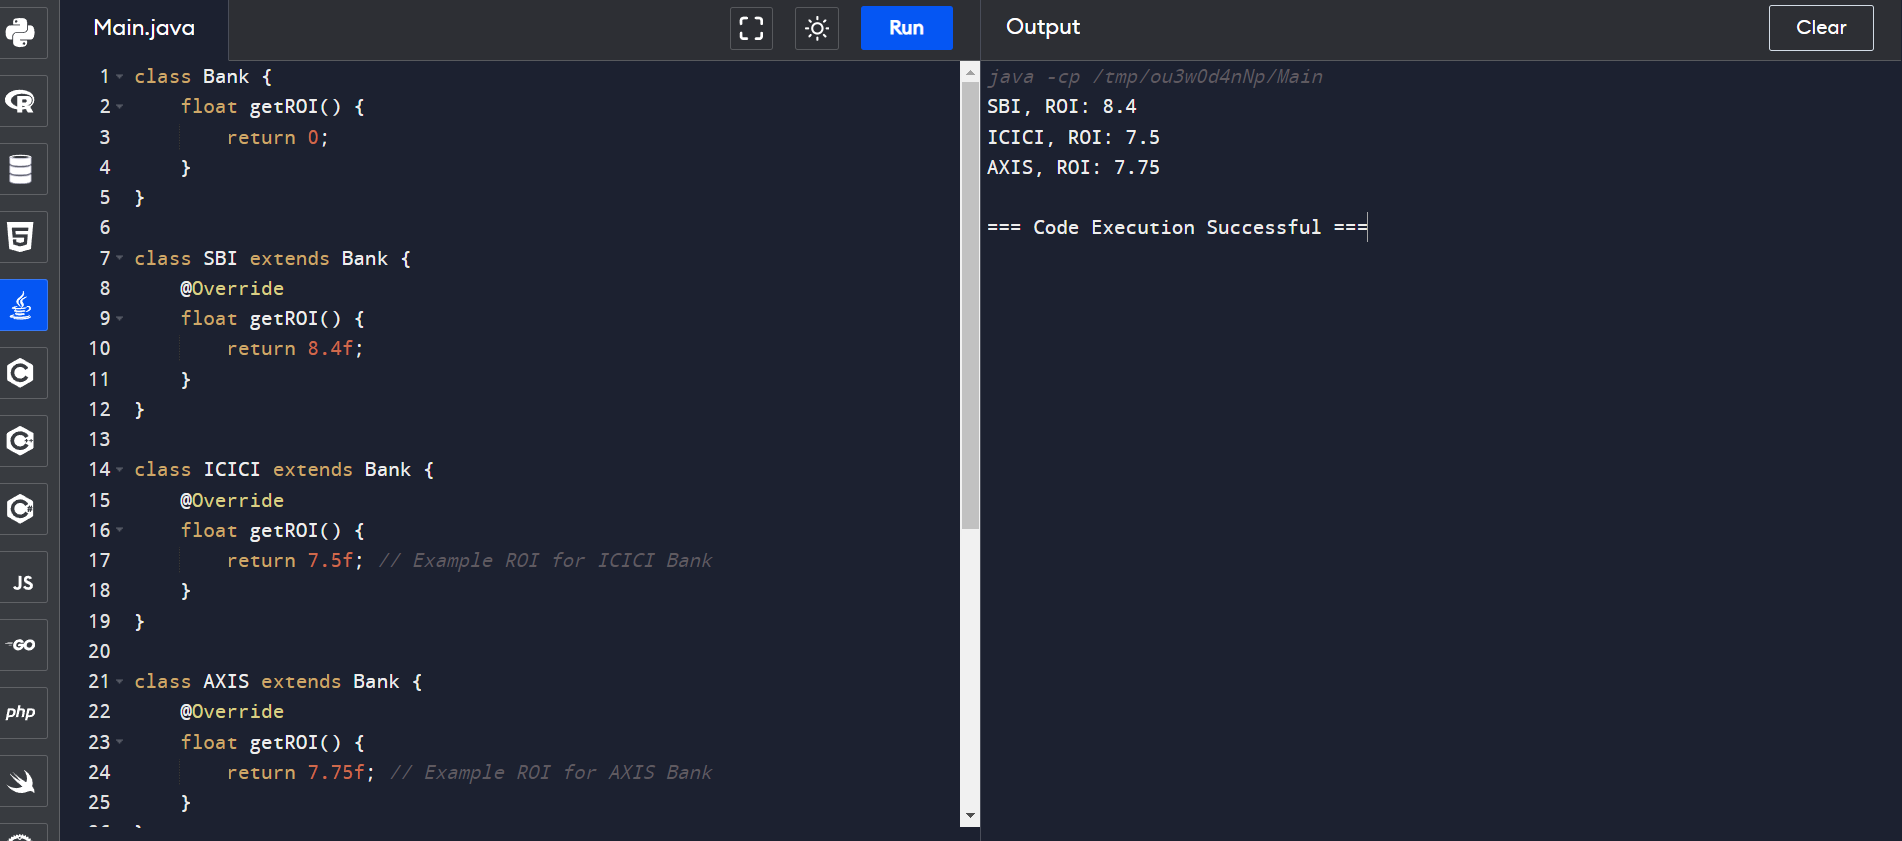 Main.java
Run
Output
Clear
1 class Bank {
2     float getROI() {
3         return 0;
4     }
5 }
6
7 class SBI extends Bank {
8     @Override
9     float getROI() {
10         return 8.4f;
11     }
12 }
13
14 class ICICI extends Bank {
15     @Override
16     float getROI() {
17         return 7.5f; // Example ROI for ICICI Bank
18     }
19 }
20
21 class AXIS extends Bank {
22     @Override
23     float getROI() {
24         return 7.75f; // Example ROI for AXIS Bank
25     }
java -cp /tmp/ou3wOd4nNp/Main
SBI, ROI: 8.4
ICICI, ROI: 7.5
AXIS, ROI: 7.75
=== Code Execution Successful ===
R
5
C
C++
C#
JS
GO
php